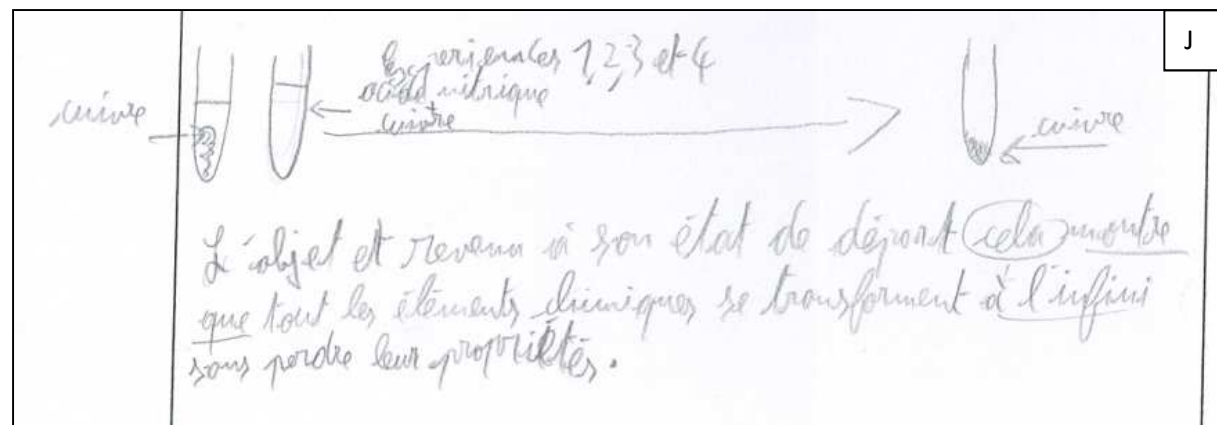 J
Experiences 1, 2, 3 et 4
acide nitrique
+
cuivre
cuivre
cuivre
L'objet et revenu à son état de départ cela montre
que tout les éléments chimiques se transforment à l'infini
sans perdre leur propriétés.